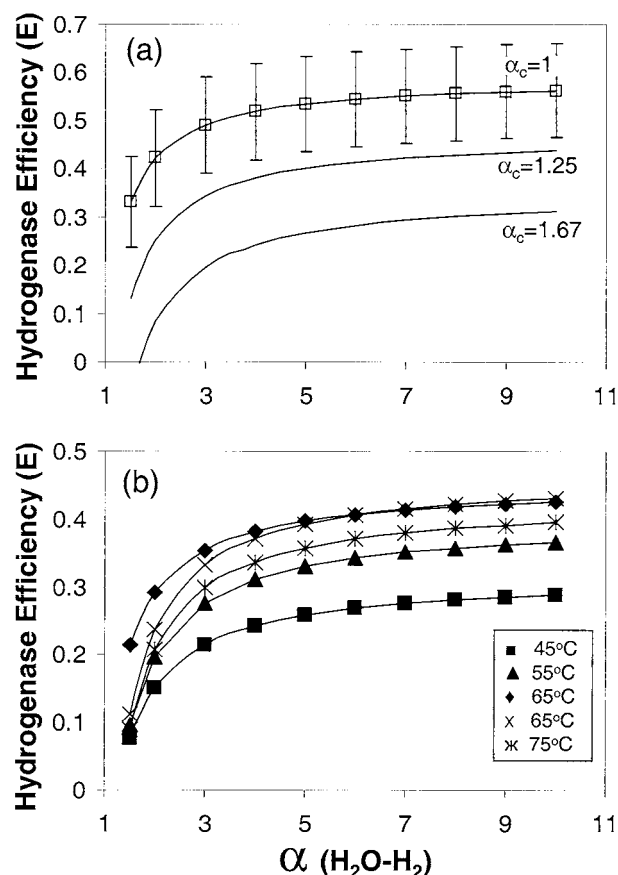 0.7
(a)
0.6
0.5
0.4
0.3
0.2
0.1
0
αc=1
αc=1.25
αc=1.67
Hydrogenase Efficiency (E)
1 3 5 7 9 11
0.5
(b)
0.4
0.3
0.2
0.1
0
Hydrogenase Efficiency (E)
45°C
55°C
65°C
65°C
75°C
1 3 5 7 9 11
α (H₂O-H₂)